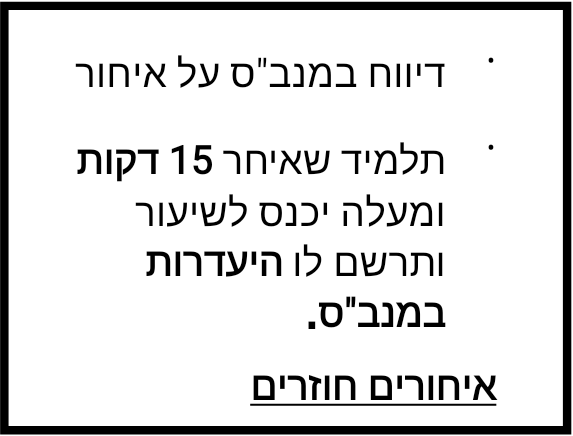 · דיווח במנב"ס על איחור
· תלמיד שאיחר 15 דקות
ומעלה יכנס לשיעור
ותרשם לו היעדרות
במנב"ס.
איחורים חוזרים